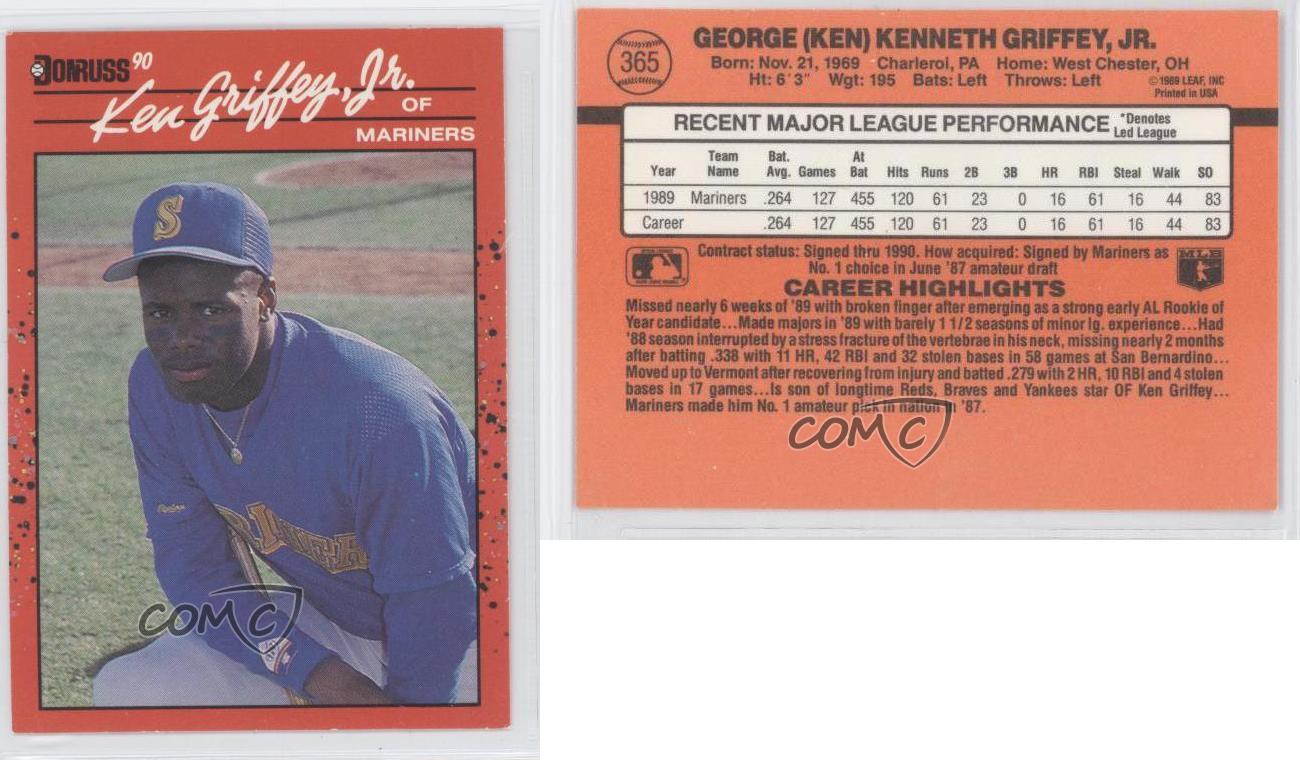 DONRUSS '90
Ken Griffey, Jr.
OF
MARINERS
S
COMC
365
GEORGE (KEN) KENNETH GRIFFEY, JR.
Born: Nov. 21, 1969 Charleroi, PA Home: West Chester, OH
Ht: 6' 3" Wgt: 195 Bats: Left Throws: Left
© 1989 LEAF, INC
Printed in USA
RECENT MAJOR LEAGUE PERFORMANCE *Denotes Led League
Year Team Name Bat. Avg. Games At Bat Hits Runs 2B 3B HR RBI Steal Walk SO
1989 Mariners .264 127 455 120 61 23 0 16 61 16 44 83
Career .264 127 455 120 61 23 0 16 61 16 44 83
Contract status: Signed thru 1990. How acquired: Signed by Mariners as
No. 1 choice in June '87 amateur draft
MLB
CAREER HIGHLIGHTS
Missed nearly 6 weeks of '89 with broken finger after emerging as a strong early AL Rookie of
Year candidate...Made majors in '89 with barely 1 1/2 seasons of minor lg. experience...Had
'88 season interrupted by a stress fracture of the vertebrae in his neck, missing nearly 2 months
after batting .338 with 11 HR, 42 RBI and 32 stolen bases in 58 games at San Bernardino...
Moved up to Vermont after recovering from injury and batted .279 with 2 HR, 10 RBI and 4 stolen
bases in 17 games...Is son of longtime Reds, Braves and Yankees star OF Ken Griffey...
Mariners made him No. 1 amateur pick in nation in '87.
COMC